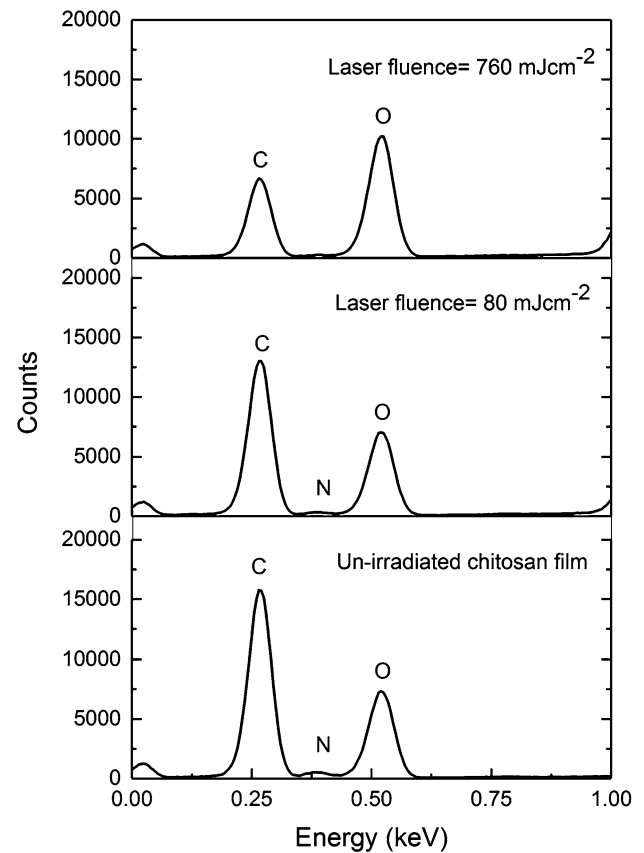 20000
Laser fluence= 760 mJcm-2
15000
O
10000
C
5000
0
20000
Laser fluence= 80 mJcm-2
15000
C
10000
O
5000
N
0
20000
Un-irradiated chitosan film
C
15000
10000
O
5000
N
0
Counts
0.00 0.25 0.50 0.75 1.00
Energy (keV)